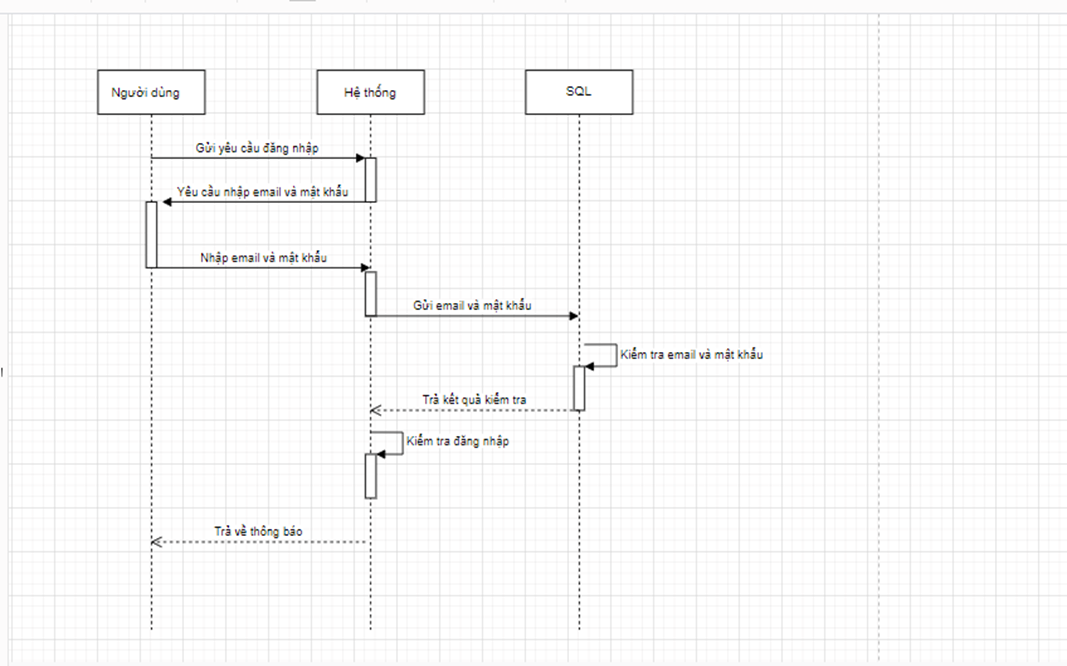 Người dùng
Hệ thống
SQL
Gửi yêu cầu đăng nhập
Yêu cầu nhập email và mật khẩu
Nhập email và mật khẩu
Gửi email và mật khẩu
Kiểm tra email và mật khẩu
Trả kết quả kiểm tra
Kiểm tra đăng nhập
Trả về thông báo